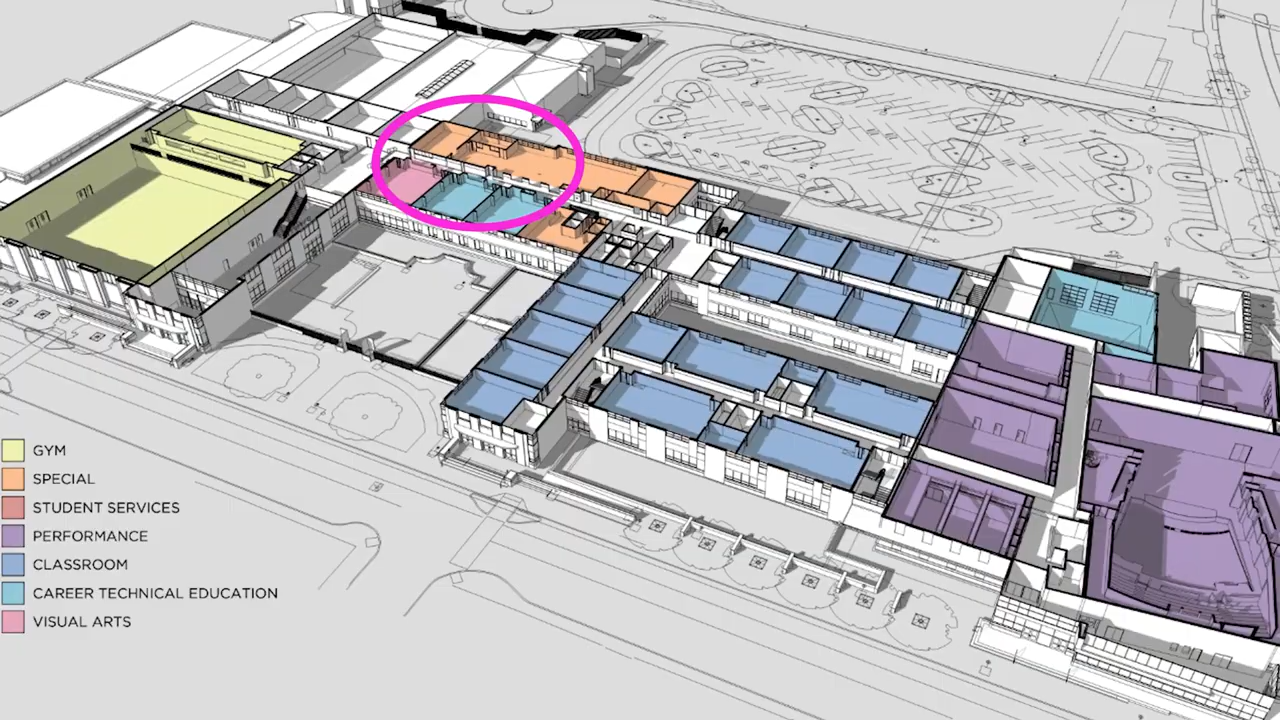 GYM
SPECIAL
STUDENT SERVICES
PERFORMANCE
CLASSROOM
CAREER TECHNICAL EDUCATION
VISUAL ARTS